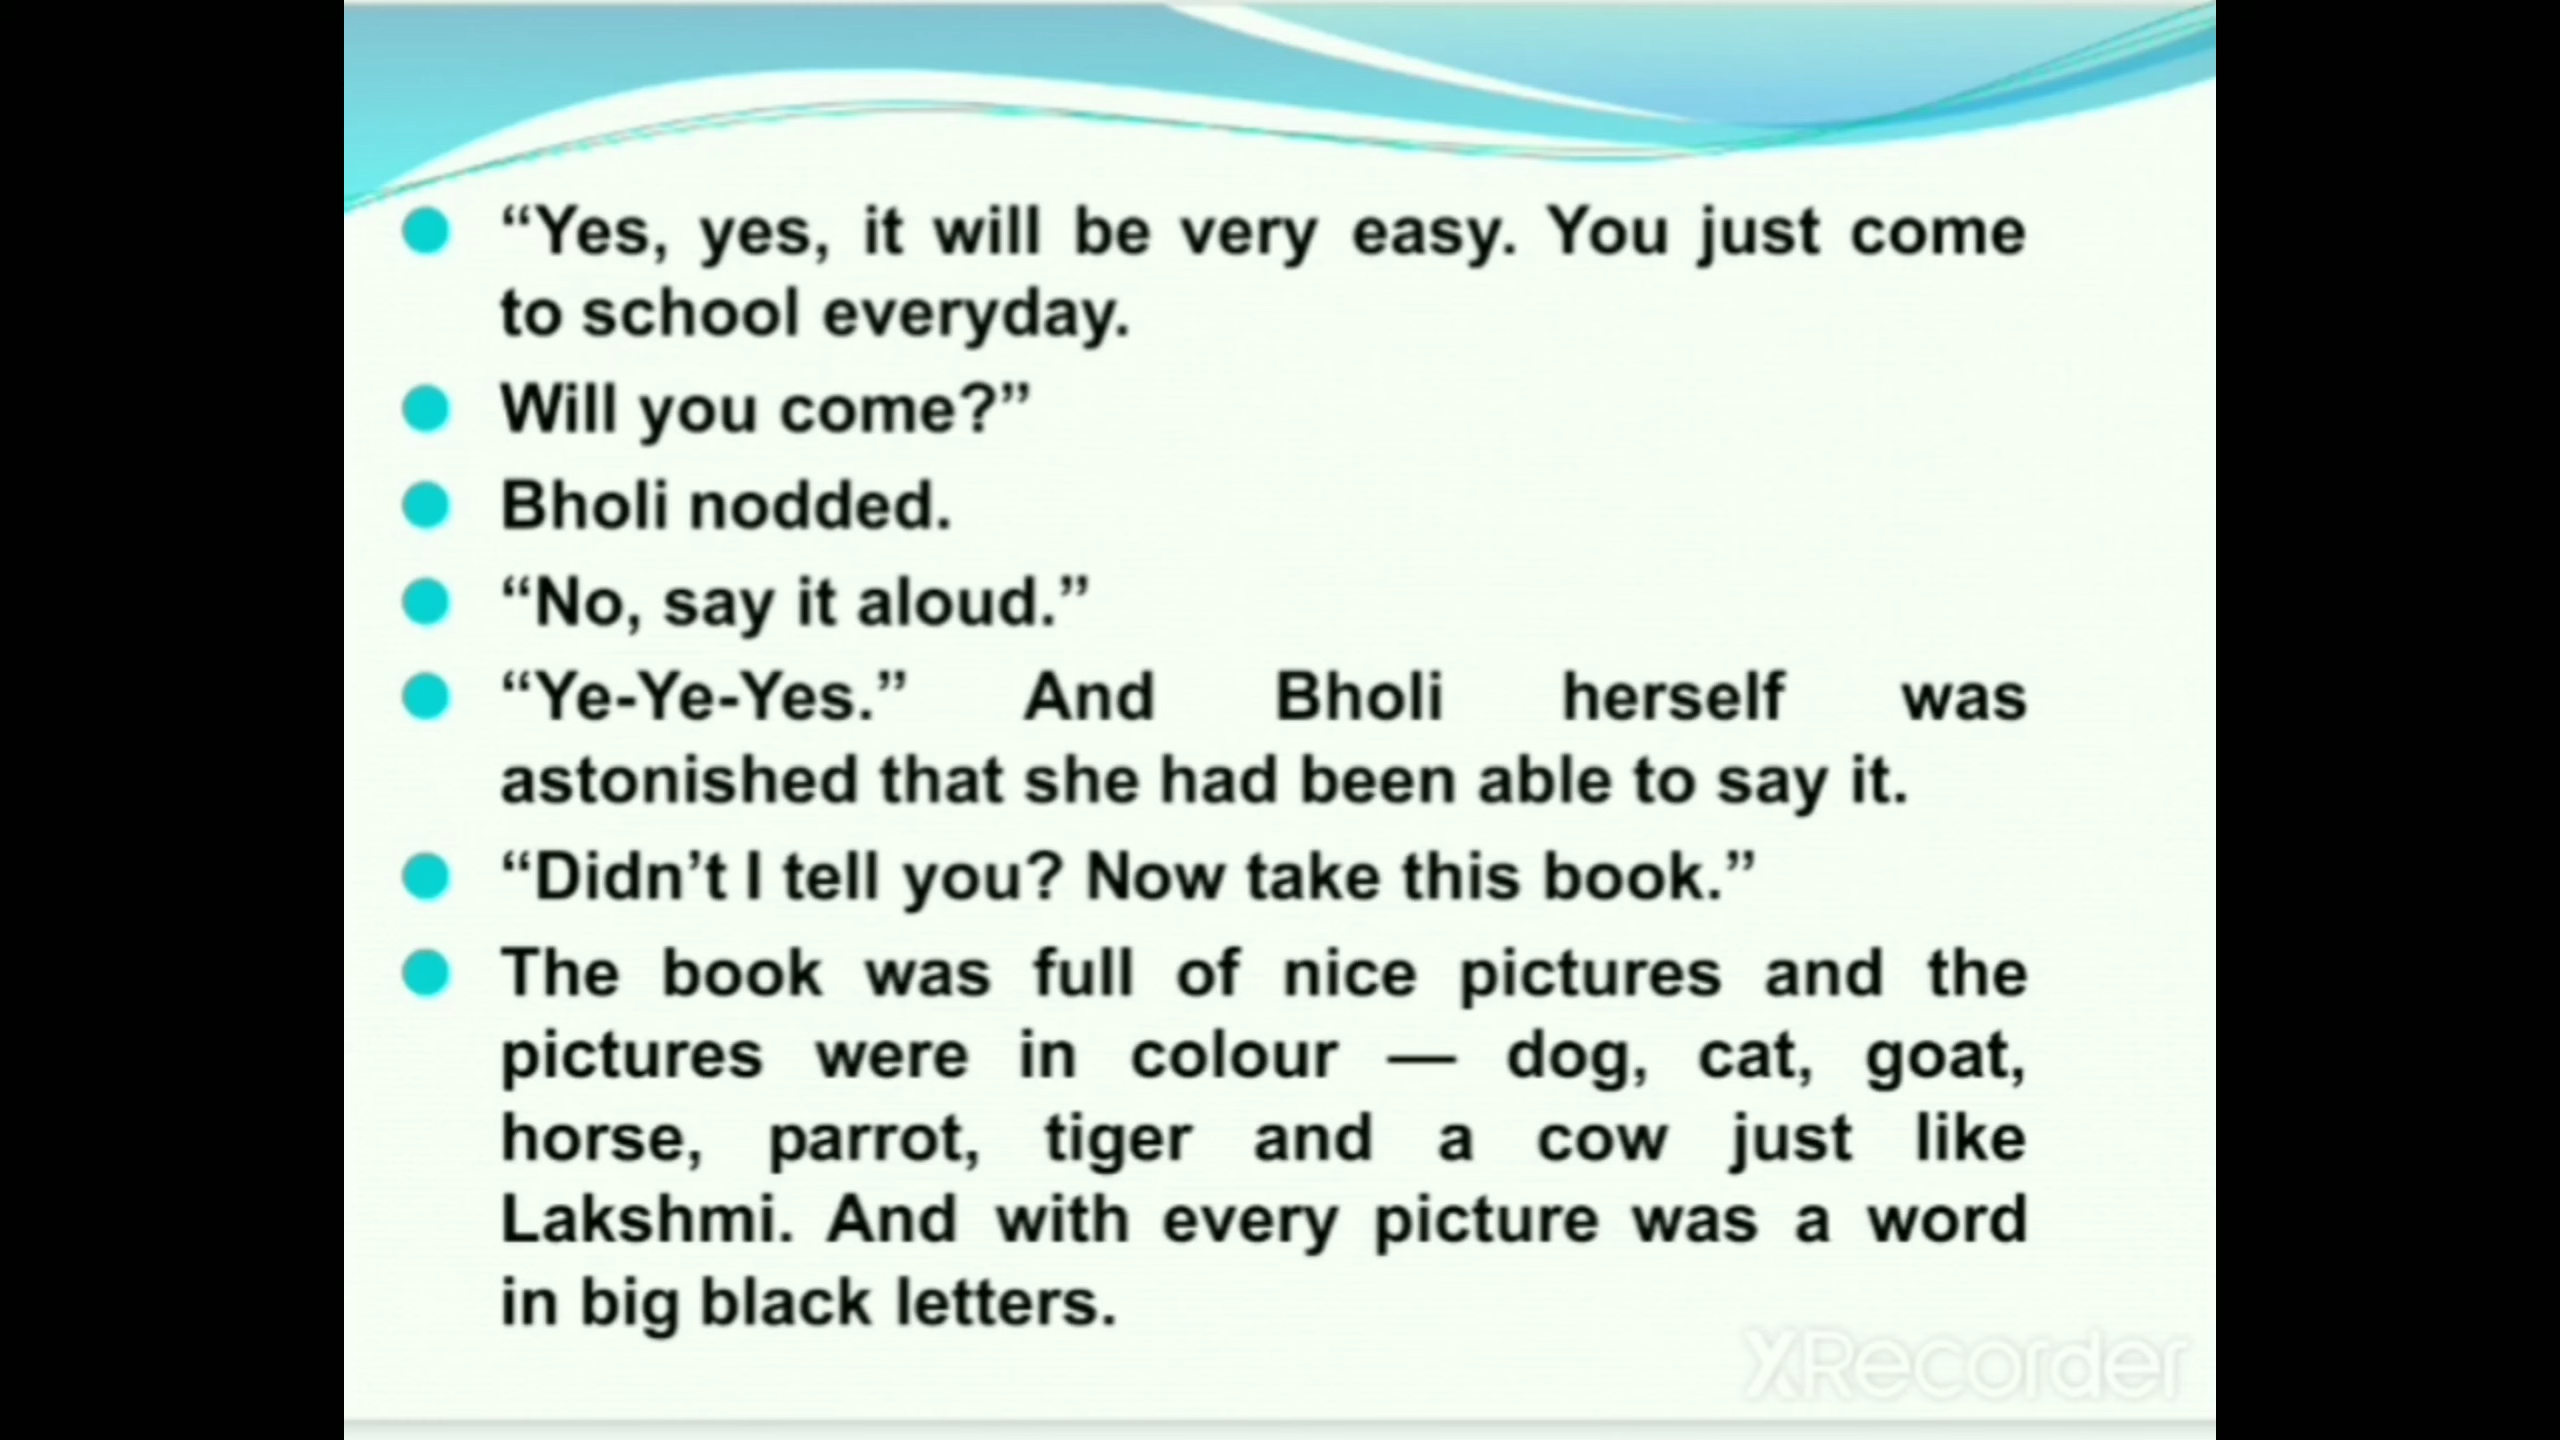 “Yes, yes, it will be very easy. You just come
to school everyday.
Will you come?”
Bholi nodded.
“No, say it aloud.”
“Ye-Ye-Yes.” And Bholi herself was
astonished that she had been able to say it.
“Didn’t I tell you? Now take this book.”
The book was full of nice pictures and the
pictures were in colour — dog, cat, goat,
horse, parrot, tiger and a cow just like
Lakshmi. And with every picture was a word
in big black letters.
XRecorder